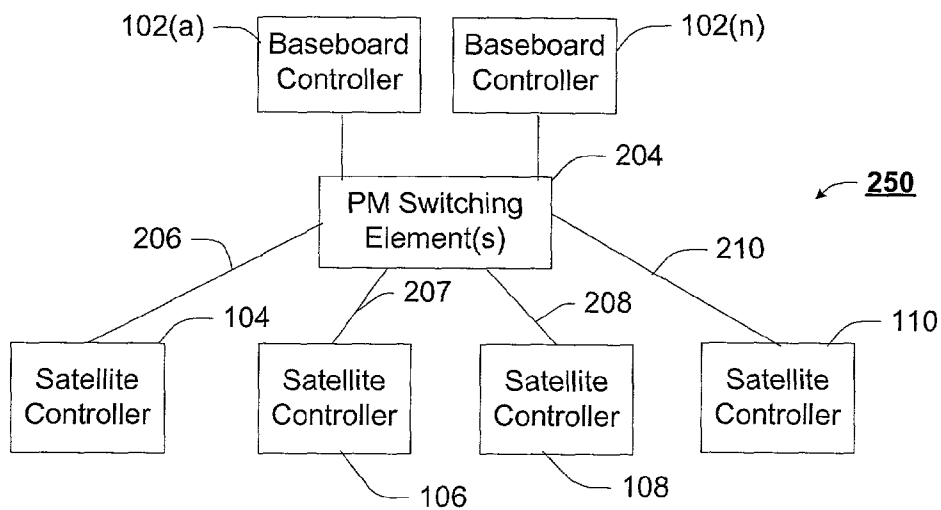 102(a)
Baseboard
Controller
Baseboard
Controller
102(n)
204
250
PM Switching
Element(s)
206
207
208
210
104
110
Satellite
Controller
Satellite
Controller
Satellite
Controller
Satellite
Controller
106
108